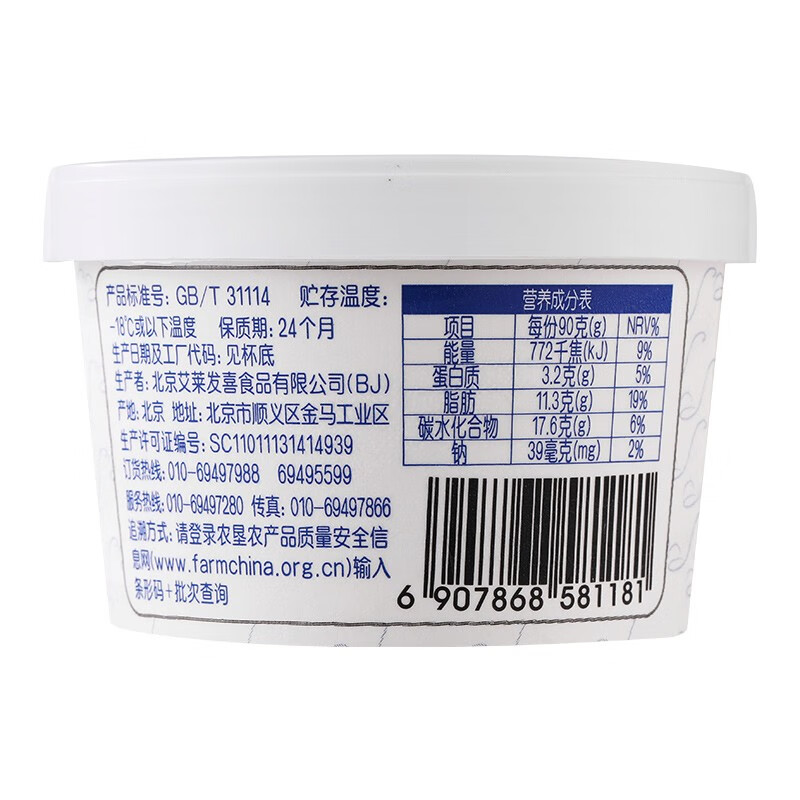 产品标准号: GB/T 31114 贮存温度:
-18℃或以下温度 保质期: 24个月
生产日期及工厂代码: 见杯底
生产者: 北京艾莱发喜食品有限公司(BJ)
产地: 北京 地址: 北京市顺义区金马工业区
生产许可证编号: SC11011131414939
订货热线: 010-69497988 69495599
服务热线: 010-69497280 传真: 010-69497866
追溯方式: 请登录农垦农产品质量安全信
息网(www.farmchina.org.cn)输入
条形码+批次查询
营养成分表
项目 每份90克(g) NRV%
能量 772千焦(kJ) 9%
蛋白质 3.2克(g) 5%
脂肪 11.3克(g) 19%
碳水化合物 17.6克(g) 6%
钠 39毫克(mg) 2%
6 907868 581181